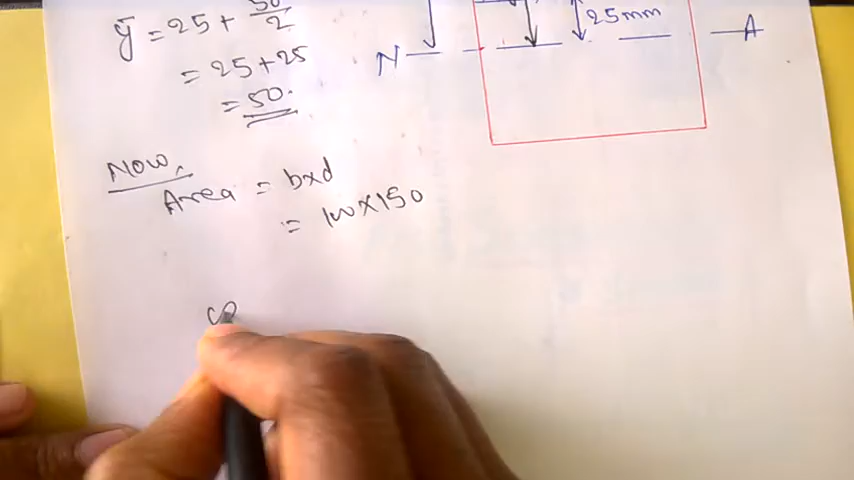 ȳ = 25 + 50/2
= 25 + 25
= 50.
25mm
N
A
Now,
Area = b x d
= 100 X 150